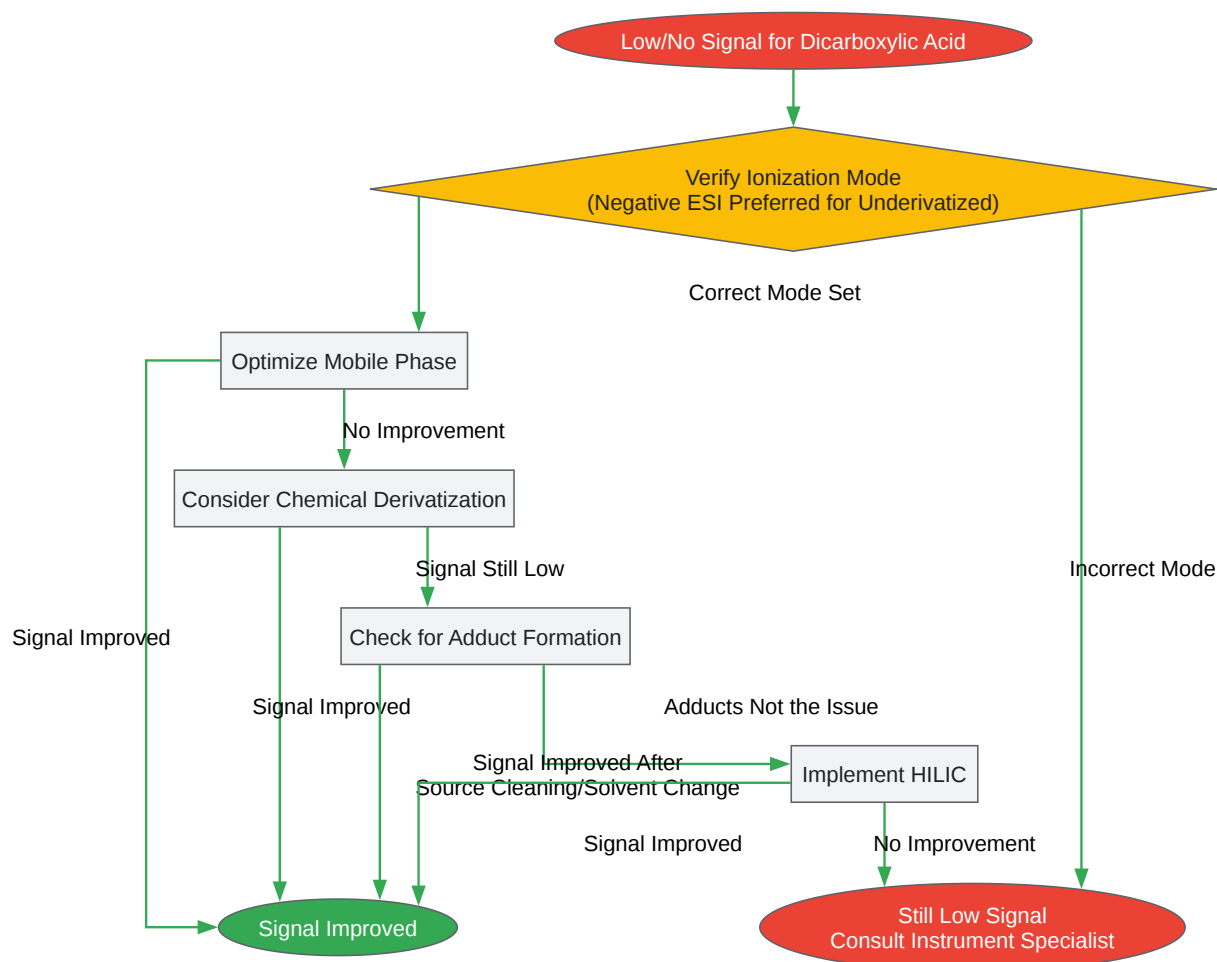 Low/No Signal for Dicarboxylic Acid
Verify Ionization Mode
(Negative ESI Preferred for Underivatized)
Correct Mode Set
Optimize Mobile Phase
No Improvement
Consider Chemical Derivatization
Signal Still Low
Incorrect Mode
Check for Adduct Formation
Signal Improved
Signal Improved
Adducts Not the Issue
Signal Improved After
Source Cleaning/Solvent Change
Implement HILIC
Signal Improved
No Improvement
Signal Improved
Still Low Signal
Consult Instrument Specialist